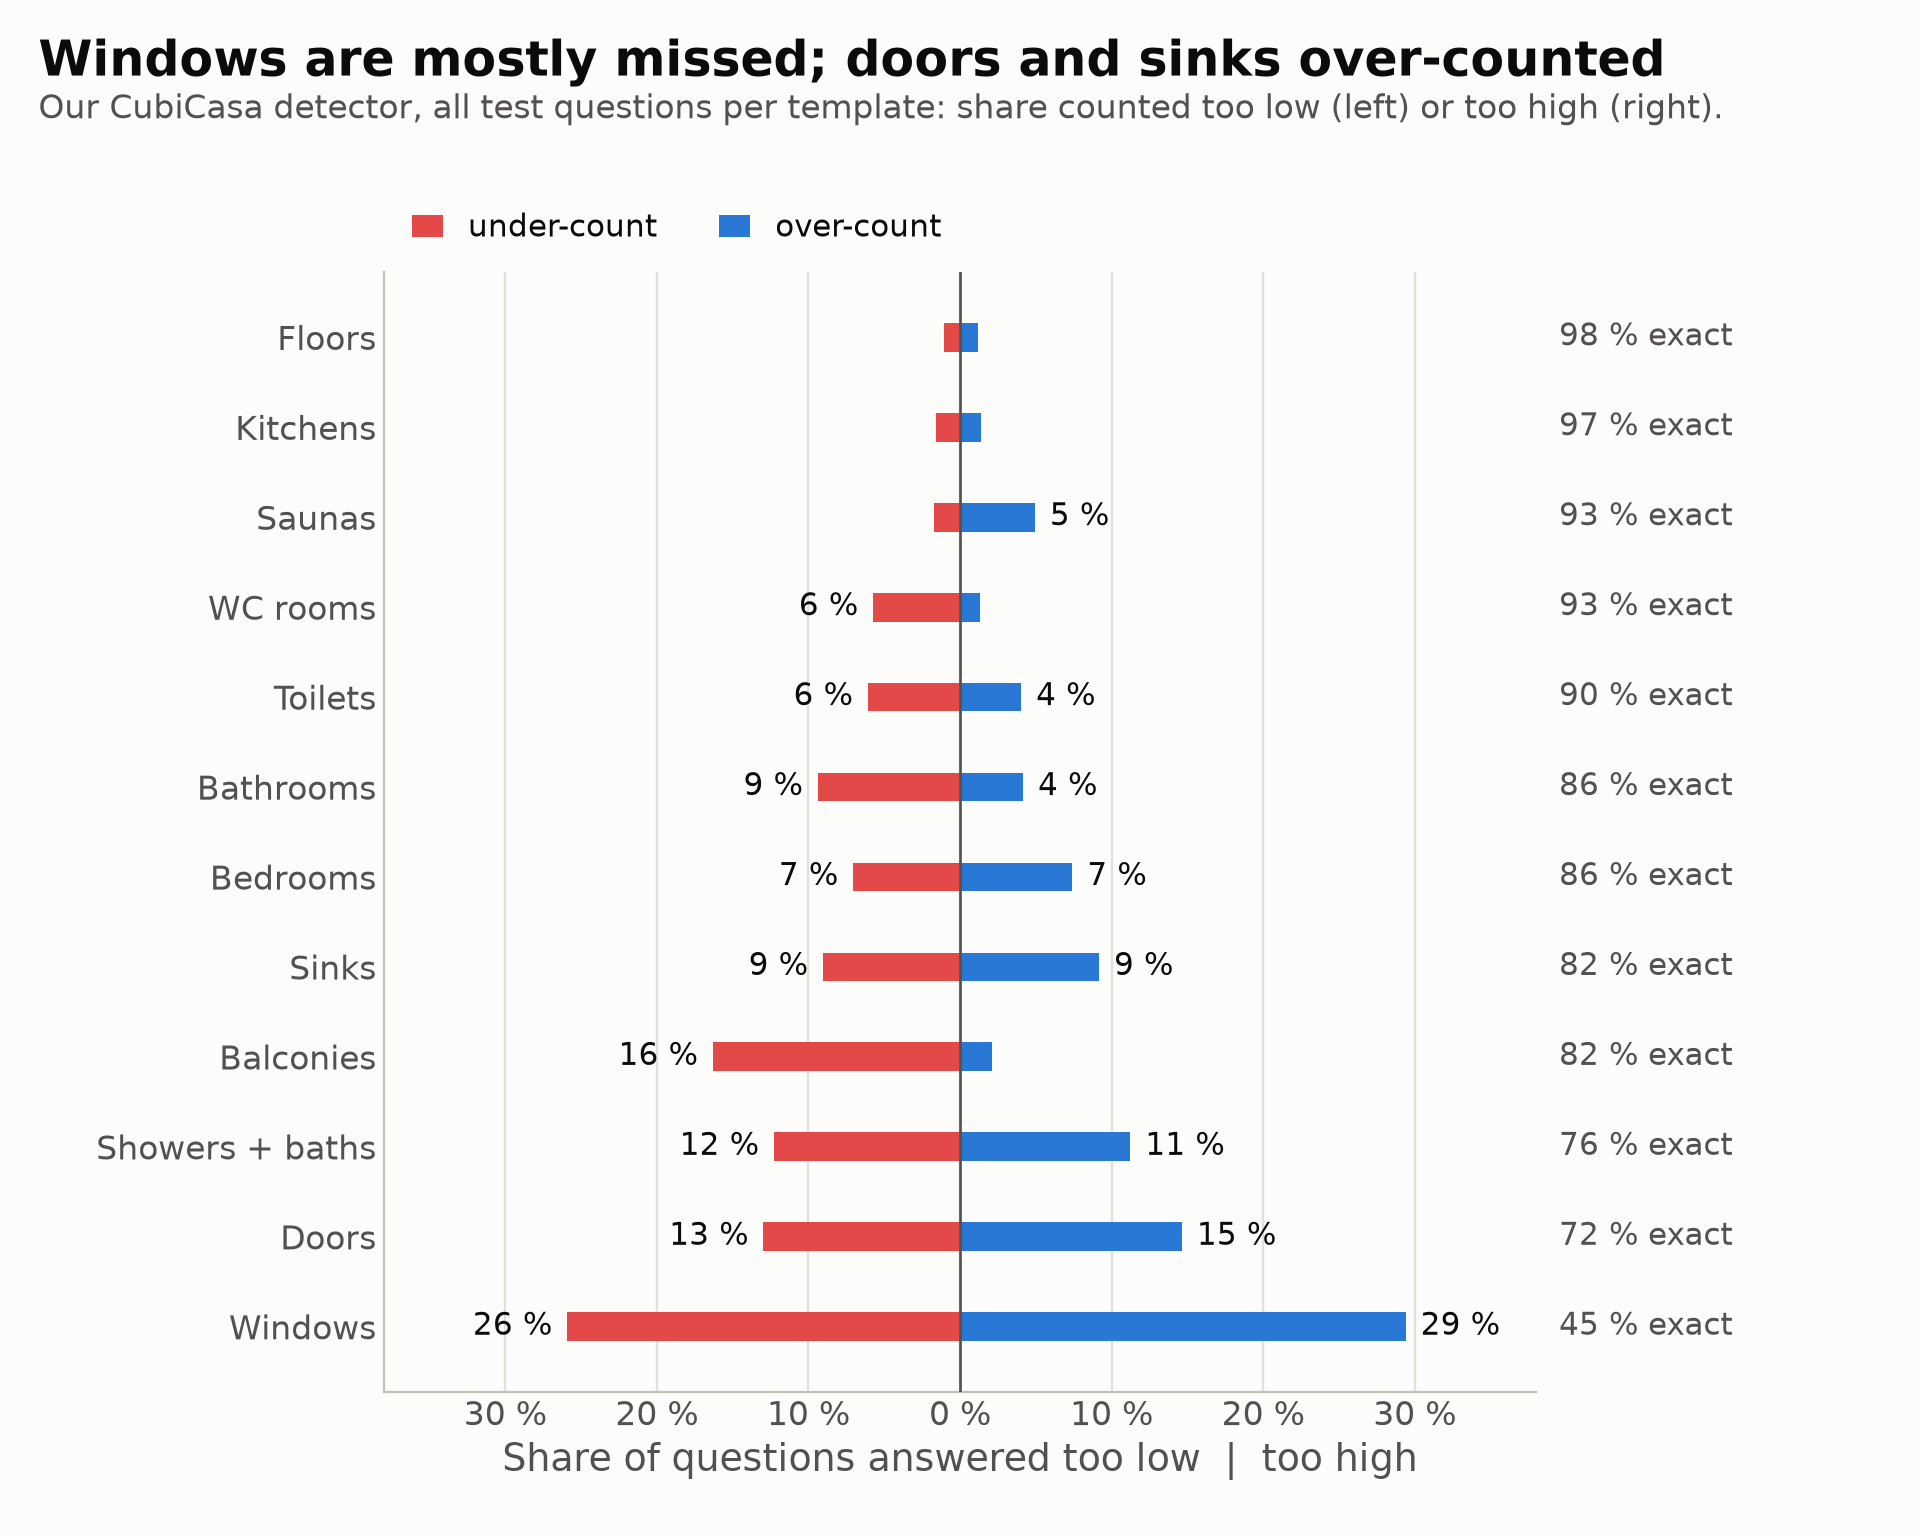 Windows are mostly missed; doors and sinks over-counted
Our CubiCasa detector, all test questions per template: share counted too low (left) or too high (right).
under-count over-count
Floors 98 % exact
Kitchens 97 % exact
Saunas 5 % 93 % exact
WC rooms 6 % 93 % exact
Toilets 6 % 4 % 90 % exact
Bathrooms 9 % 4 % 86 % exact
Bedrooms 7 % 7 % 86 % exact
Sinks 9 % 9 % 82 % exact
Balconies 16 % 82 % exact
Showers + baths 12 % 11 % 76 % exact
Doors 13 % 15 % 72 % exact
Windows 26 % 29 % 45 % exact
30 % 20 % 10 % 0 % 10 % 20 % 30 %
Share of questions answered too low | too high